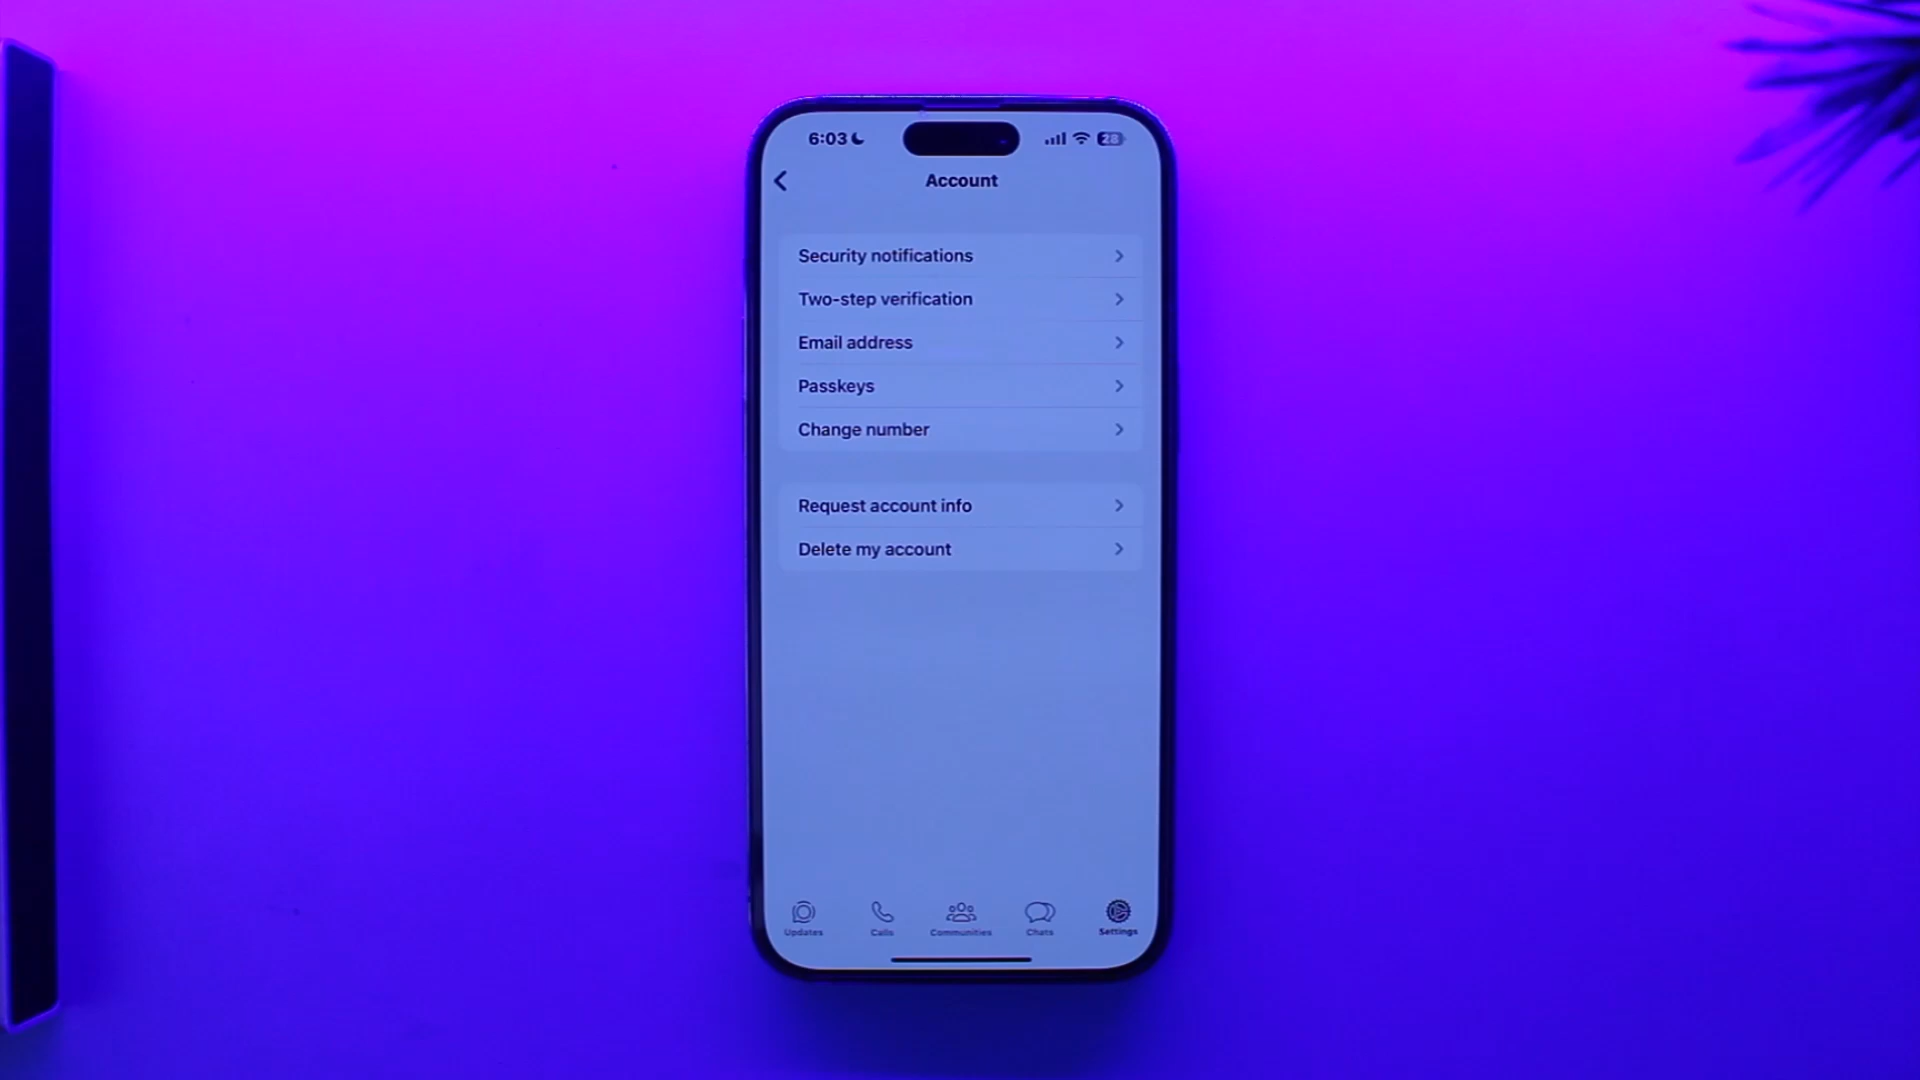 6:03
28
Account
Security notifications
Two-step verification
Email address
Passkeys
Change number
Request account info
Delete my account
Updates
Calls
Communities
Chats
Settings